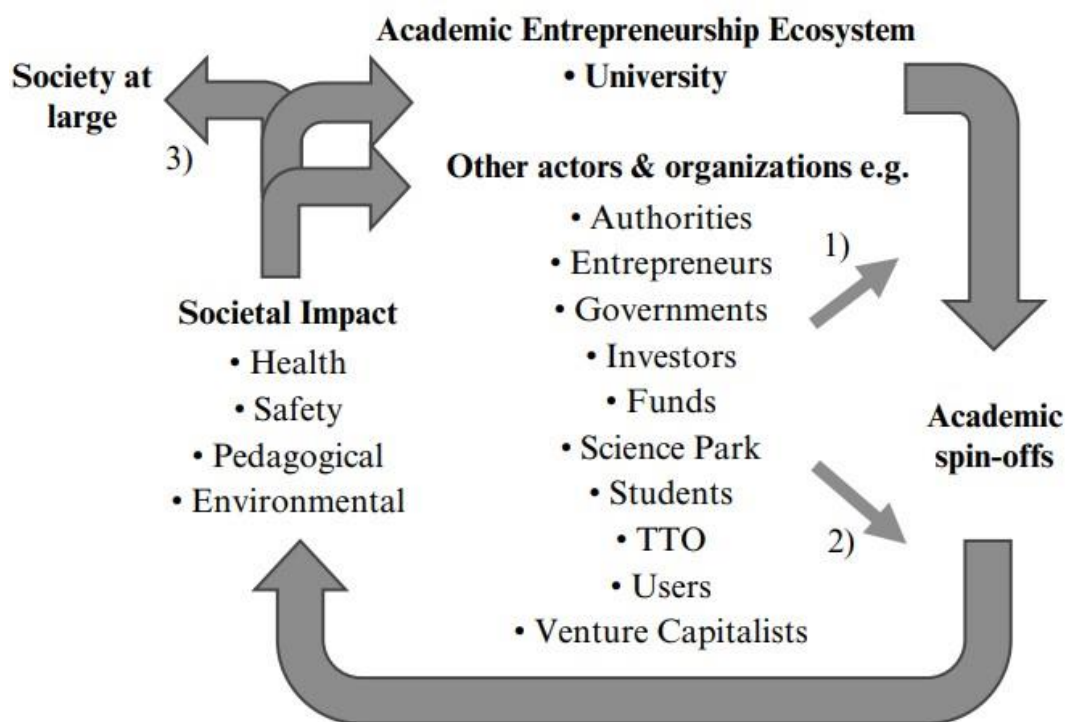 Academic Entrepreneurship Ecosystem
• University
Society at
large
3)
Other actors & organizations e.g.
• Authorities
• Entrepreneurs
• Governments
• Investors
• Funds
• Science Park
• Students
• TTO
• Users
• Venture Capitalists
1)
2)
Societal Impact
• Health
• Safety
• Pedagogical
• Environmental
Academic
spin-offs